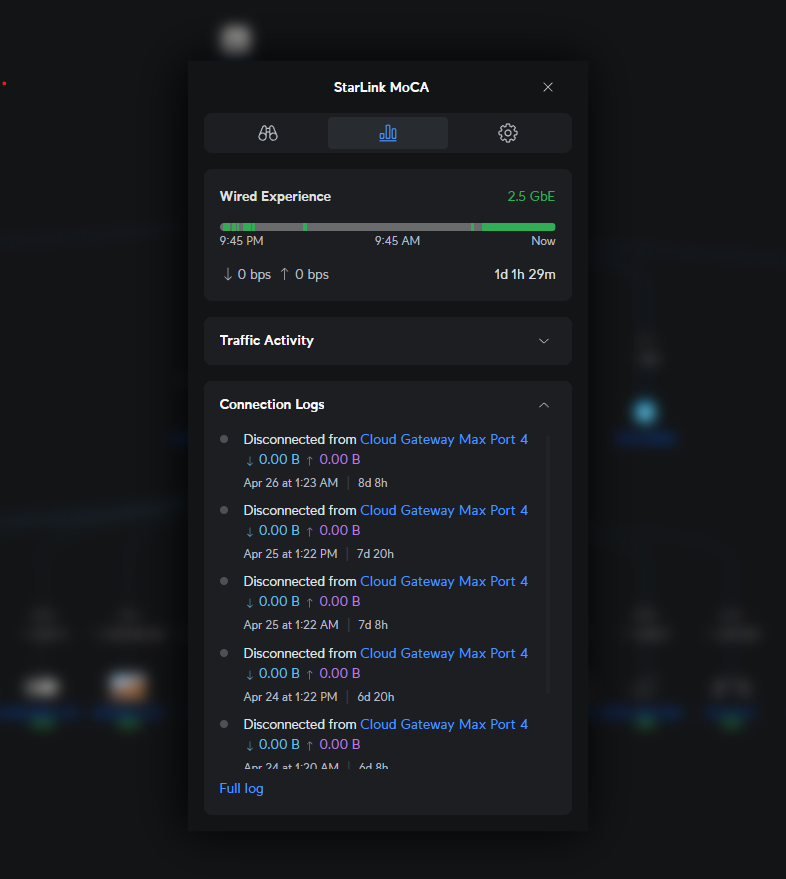 StarLink MoCA
Wired Experience 2.5 GbE
9:45 PM 9:45 AM Now
↓ 0 bps ↑ 0 bps 1d 1h 29m
Traffic Activity
Connection Logs
Disconnected from Cloud Gateway Max Port 4
↓ 0.00 B ↑ 0.00 B
Apr 26 at 1:23 AM | 8d 8h
Disconnected from Cloud Gateway Max Port 4
↓ 0.00 B ↑ 0.00 B
Apr 25 at 1:22 PM | 7d 20h
Disconnected from Cloud Gateway Max Port 4
↓ 0.00 B ↑ 0.00 B
Apr 25 at 1:22 AM | 7d 8h
Disconnected from Cloud Gateway Max Port 4
↓ 0.00 B ↑ 0.00 B
Apr 24 at 1:22 PM | 6d 20h
Disconnected from Cloud Gateway Max Port 4
↓ 0.00 B ↑ 0.00 B
Apr 24 at 1:20 AM | 6d 8h
Full log